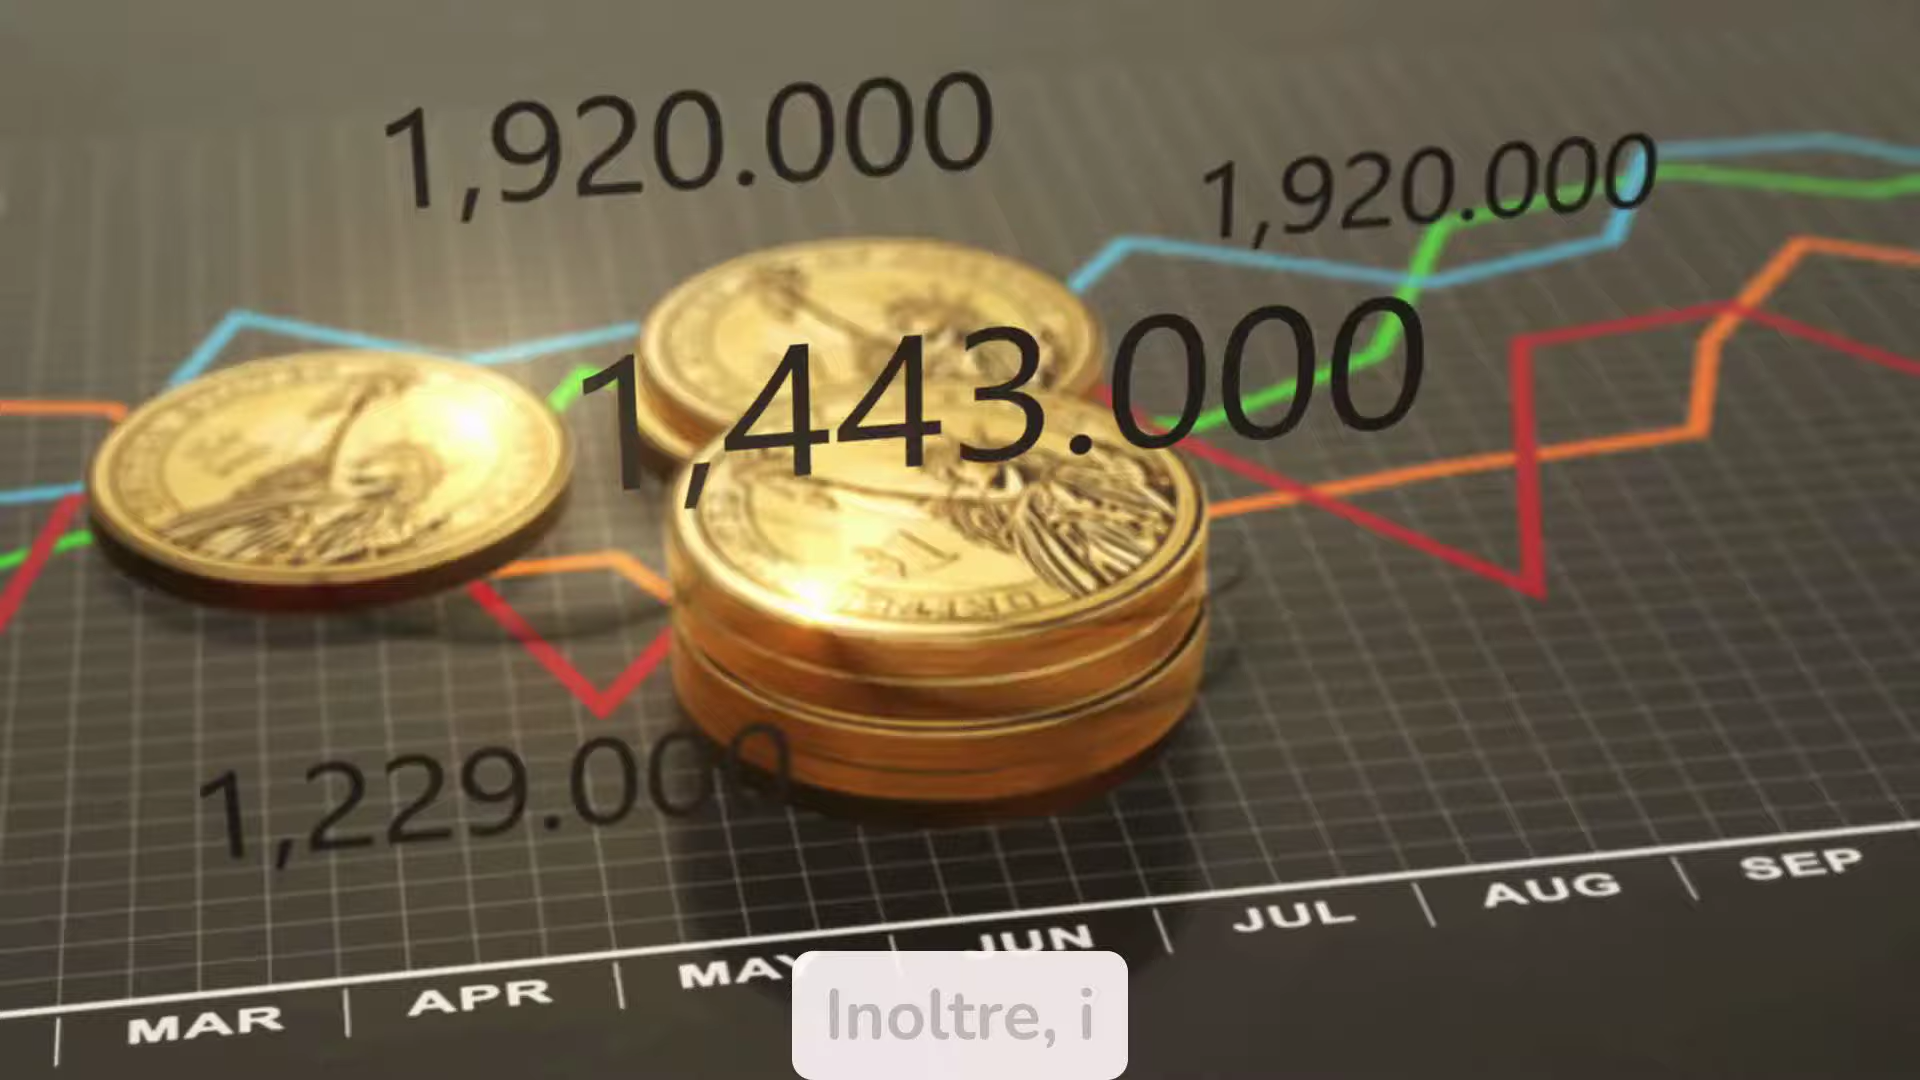 1,920.000
1,920.000
1,443.000
1,229.000
MAR | APR | MAY | JUN | JUL | AUG | SEP
Inoltre, i